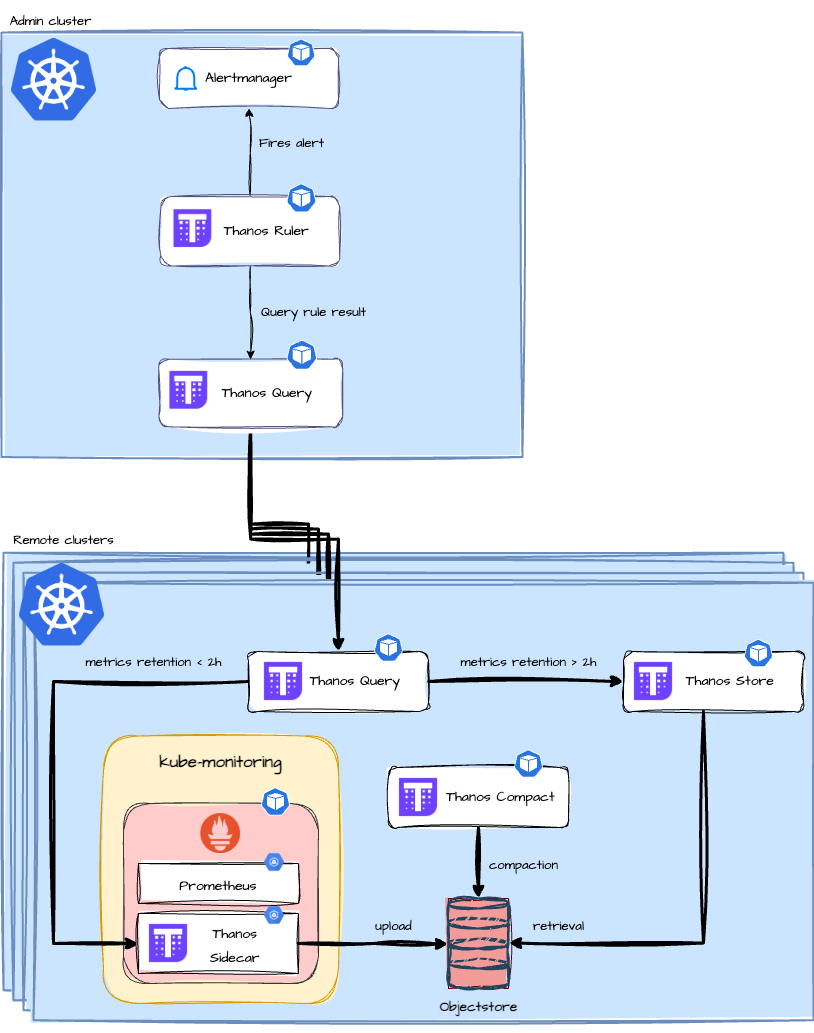 Admin cluster
Alertmanager
Fires alert
T
Thanos Ruler
Query rule result
T
Thanos Query
Remote clusters
metrics retention < 2h
T
Thanos Query
metrics retention > 2h
T
Thanos Store
kube-monitoring
T
Thanos Compact
compaction
Prometheus
T
Thanos
Sidecar
upload
retrieval
Objectstore